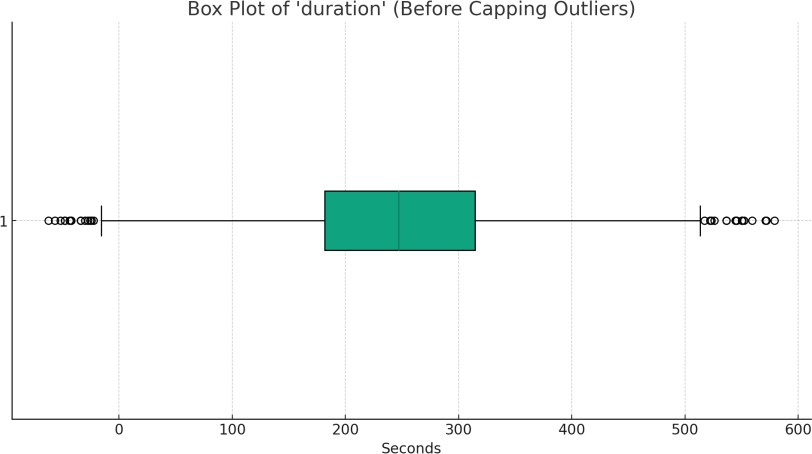 Box Plot of 'duration' (Before Capping Outliers)
1
0 100 200 300 400 500 600
Seconds